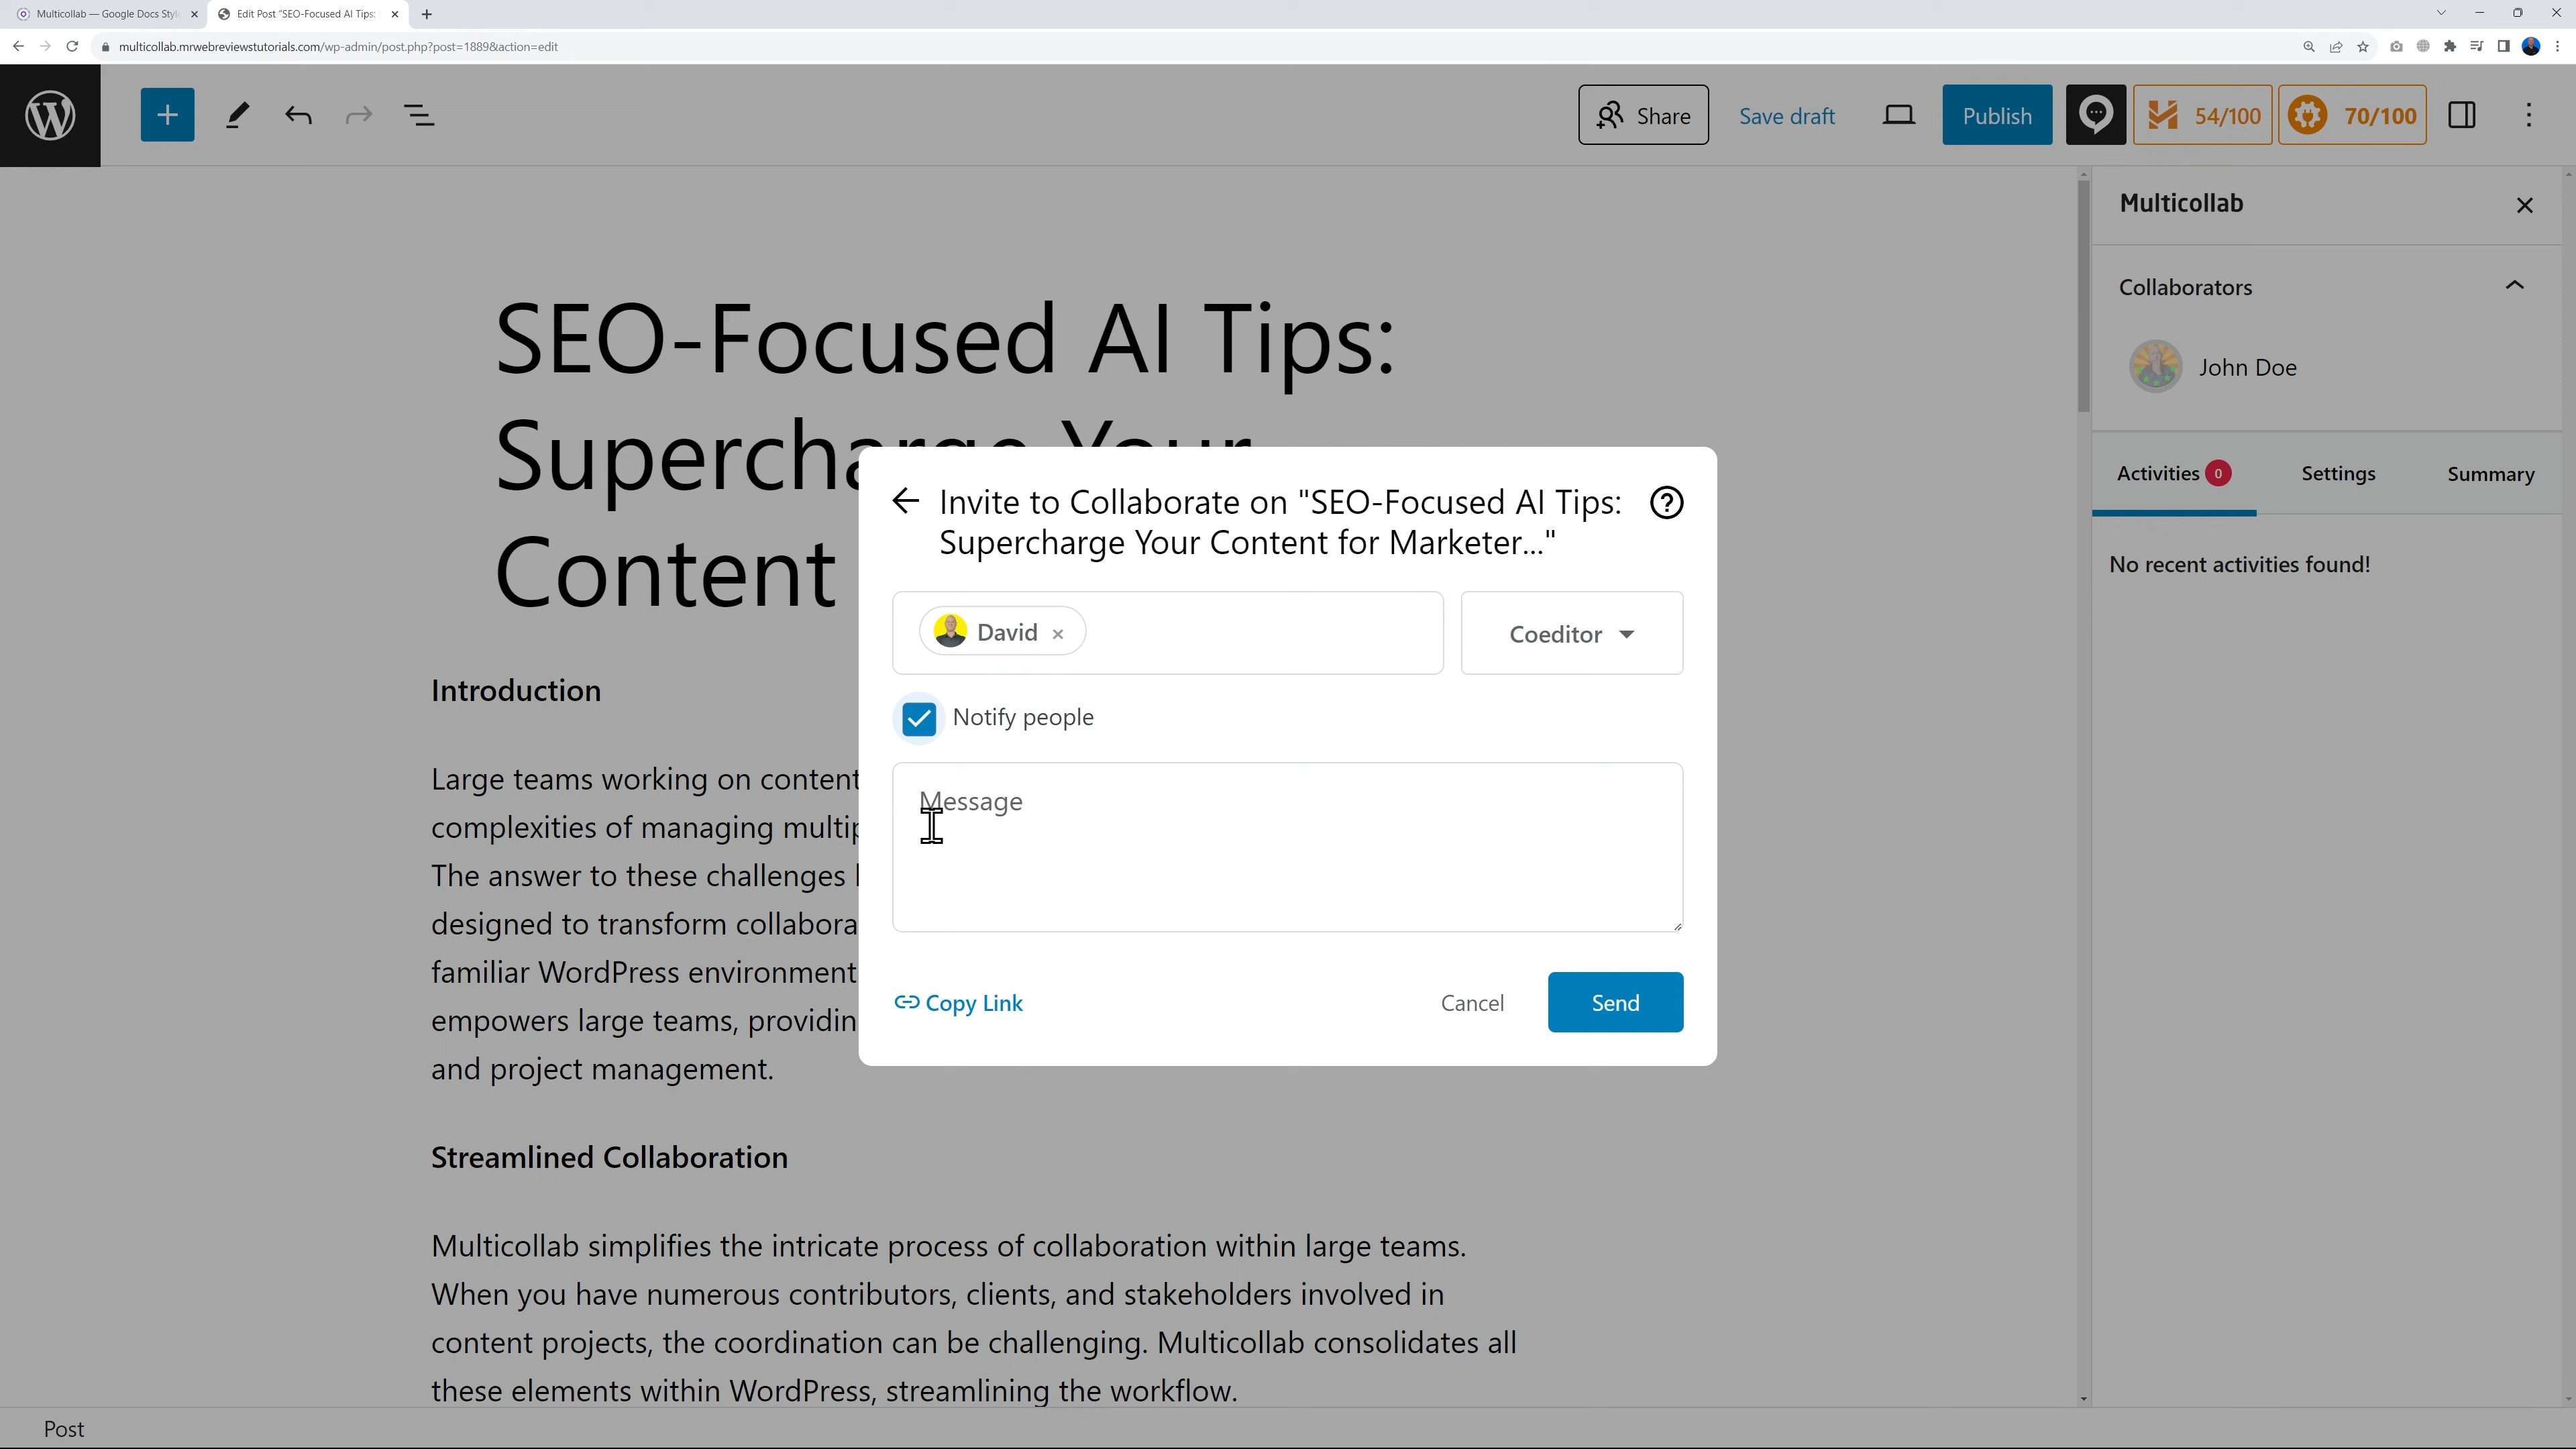 Multicollab — Google Docs Styl
Edit Post "SEO-Focused AI Tips:
multicollab.mrwebreviewstutorials.com/wp-admin/post.php?post=1889&action=edit
Share
Save draft
Publish
54/100
70/100
SEO-Focused AI Tips:
Supercharge Your
Content
Introduction
Large teams working on content
complexities of managing multip
The answer to these challenges
designed to transform collabora
familiar WordPress environment
empowers large teams, providin
and project management.
Streamlined Collaboration
Multicollab simplifies the intricate process of collaboration within large teams.
When you have numerous contributors, clients, and stakeholders involved in
content projects, the coordination can be challenging. Multicollab consolidates all
these elements within WordPress, streamlining the workflow.
Post
Invite to Collaborate on "SEO-Focused AI Tips:
Supercharge Your Content for Marketer..."
David
Coeditor
Notify people
Message
Copy Link
Cancel
Send
Multicollab
Collaborators
John Doe
Activities 0
Settings
Summary
No recent activities found!